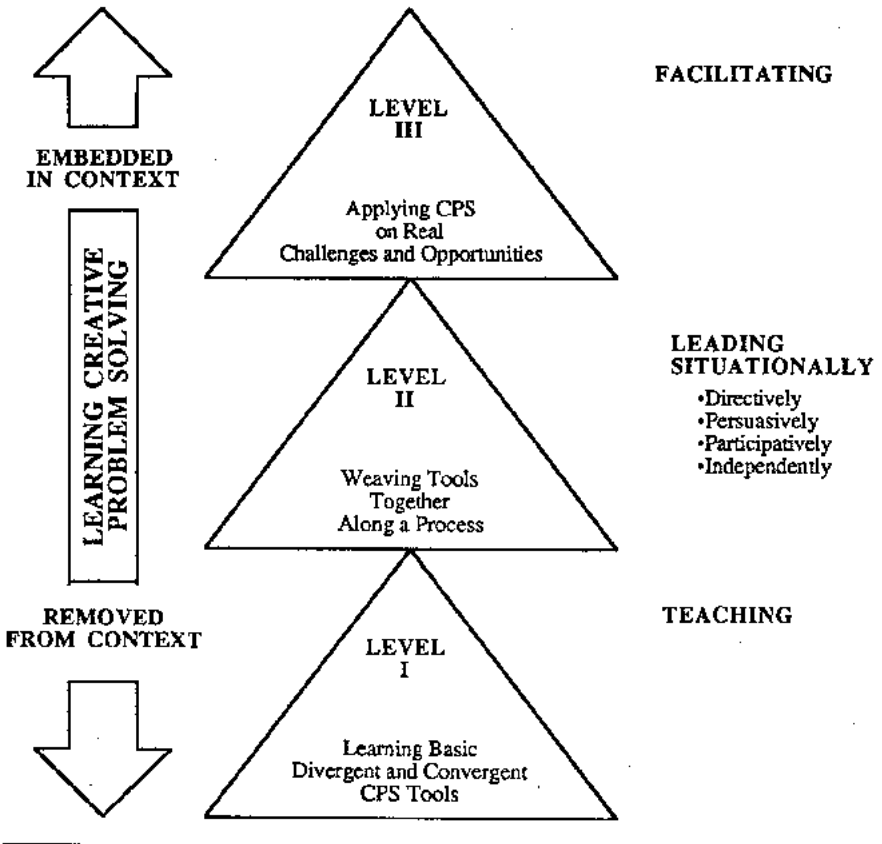 LEVEL
III
Applying CPS
on Real
Challenges and Opportunities
FACILITATING
EMBEDDED
IN CONTEXT
LEARNING CREATIVE
PROBLEM SOLVING
LEVEL
II
Weaving Tools
Together
Along a Process
LEADING
SITUATIONALLY
•Directively
•Persuasively
•Participatively
•Independently
REMOVED
FROM CONTEXT
LEVEL
I
Learning Basic
Divergent and Convergent
CPS Tools
TEACHING